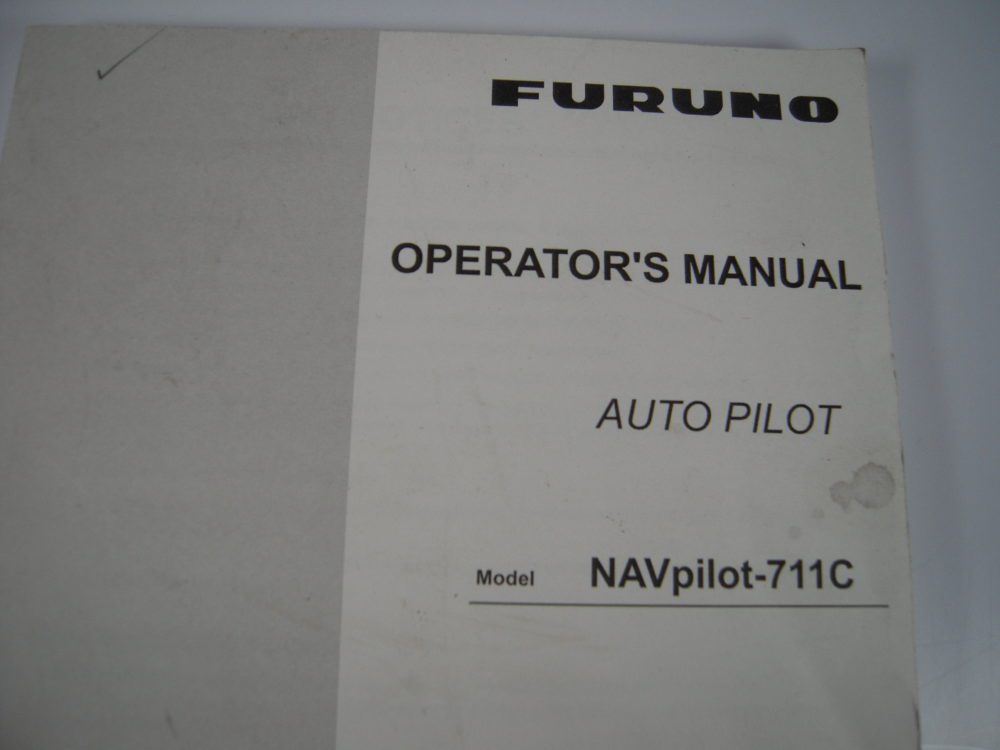 FURUNO
OPERATOR'S MANUAL
AUTO PILOT
Model NAVpilot-711C